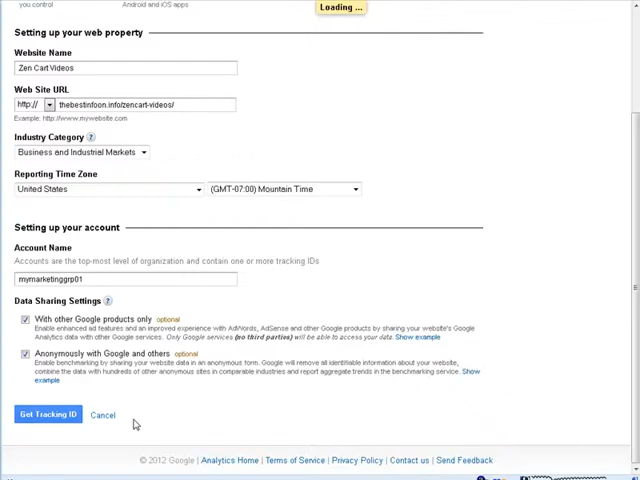 Loading ...
you control
Android and iOS apps
Setting up your web property
Website Name
Zen Cart Videos
Web Site URL
http://
thebestinfoon.info/zencart-videos/
Example: http://www.mywebsite.com
Industry Category ?
Business and Industrial Markets
Reporting Time Zone
United States
(GMT-07:00) Mountain Time
Setting up your account
Account Name
Accounts are the top-most level of organization and contain one or more tracking IDs
mymarketinggrp01
Data Sharing Settings ?
With other Google products only optional
Enable enhanced ad features and an improved experience with AdWords, AdSense and other Google products by sharing your website's Google
Analytics data with other Google services. Only Google services (no third parties) will be able to access your data. Show example
Anonymously with Google and others optional
Enable benchmarking by sharing your website data in an anonymous form. Google will remove all identifiable information about your website,
combine the data with hundreds of other anonymous sites in comparable industries and report aggregate trends in the benchmarking service. Show
example
Get Tracking ID
Cancel
© 2012 Google | Analytics Home | Terms of Service | Privacy Policy | Contact us | Send Feedback